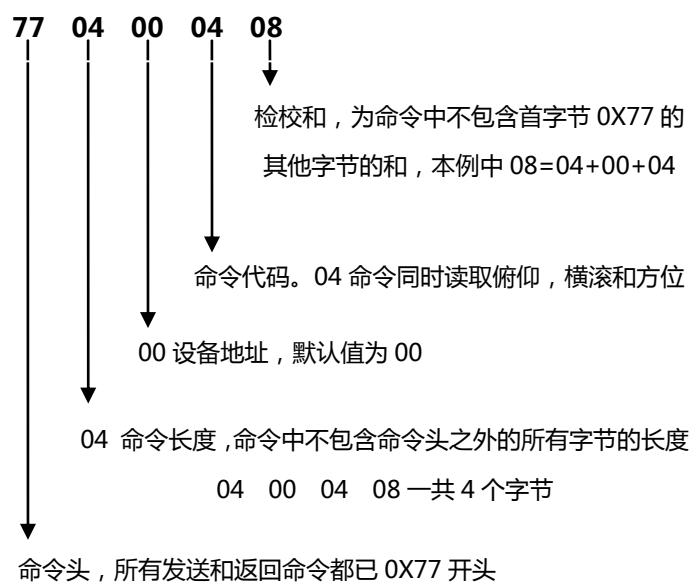 77 04 00 04 08
检校和，为命令中不包含首字节 0X77 的
其他字节的和，本例中 08=04+00+04
命令代码。04 命令同时读取俯仰，横滚和方位
00 设备地址，默认值为 00
04 命令长度，命令中不包含命令头之外的所有字节的长度
04 00 04 08 一共 4 个字节
命令头，所有发送和返回命令都已 0X77 开头